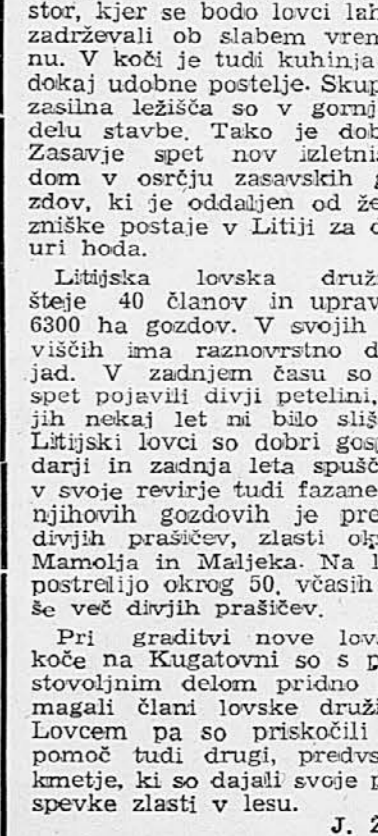 stor, kjer se bodo lovci lah
zadrževali ob slabem vrem
nu. V koči je tudi kuhinja
dokaj udobne postelje. Skup
zasilna ležišča so v gornj
delu stavbe. Tako je dob
Zasavje spet nov izletni
dom v osrčju zasavskih g
zdov, ki je oddaljen od že
zniške postaje v Litiji za d
uri hoda.
Litijska lovska druži
šteje 40 članov in uprav
6300 ha gozdov. V svojih
viščih ima raznovrstno d
jad. V zadnjem času so
spet pojavili divji petelini,
jih nekaj let ni bilo sliš
Litijski lovci so dobri gos
darji in zadnja leta spušč
v svoje revirje tudi fazane
njihovih gozdovih je pre
divjih prašičev, zlasti ok
Mamolja in Maljeka. Na l
postrelijo okrog 50, včasih
še več divjih prašičev.
Pri graditvi nove lov
koče na Kugatovni so s p
stovoljnim delom pridno
magali člani lovske druži
Lovcem pa so priskočili
pomoč tudi drugi, predvs
kmetje, ki so dajali svoje p
spevke zlasti v lesu.
J. Ž